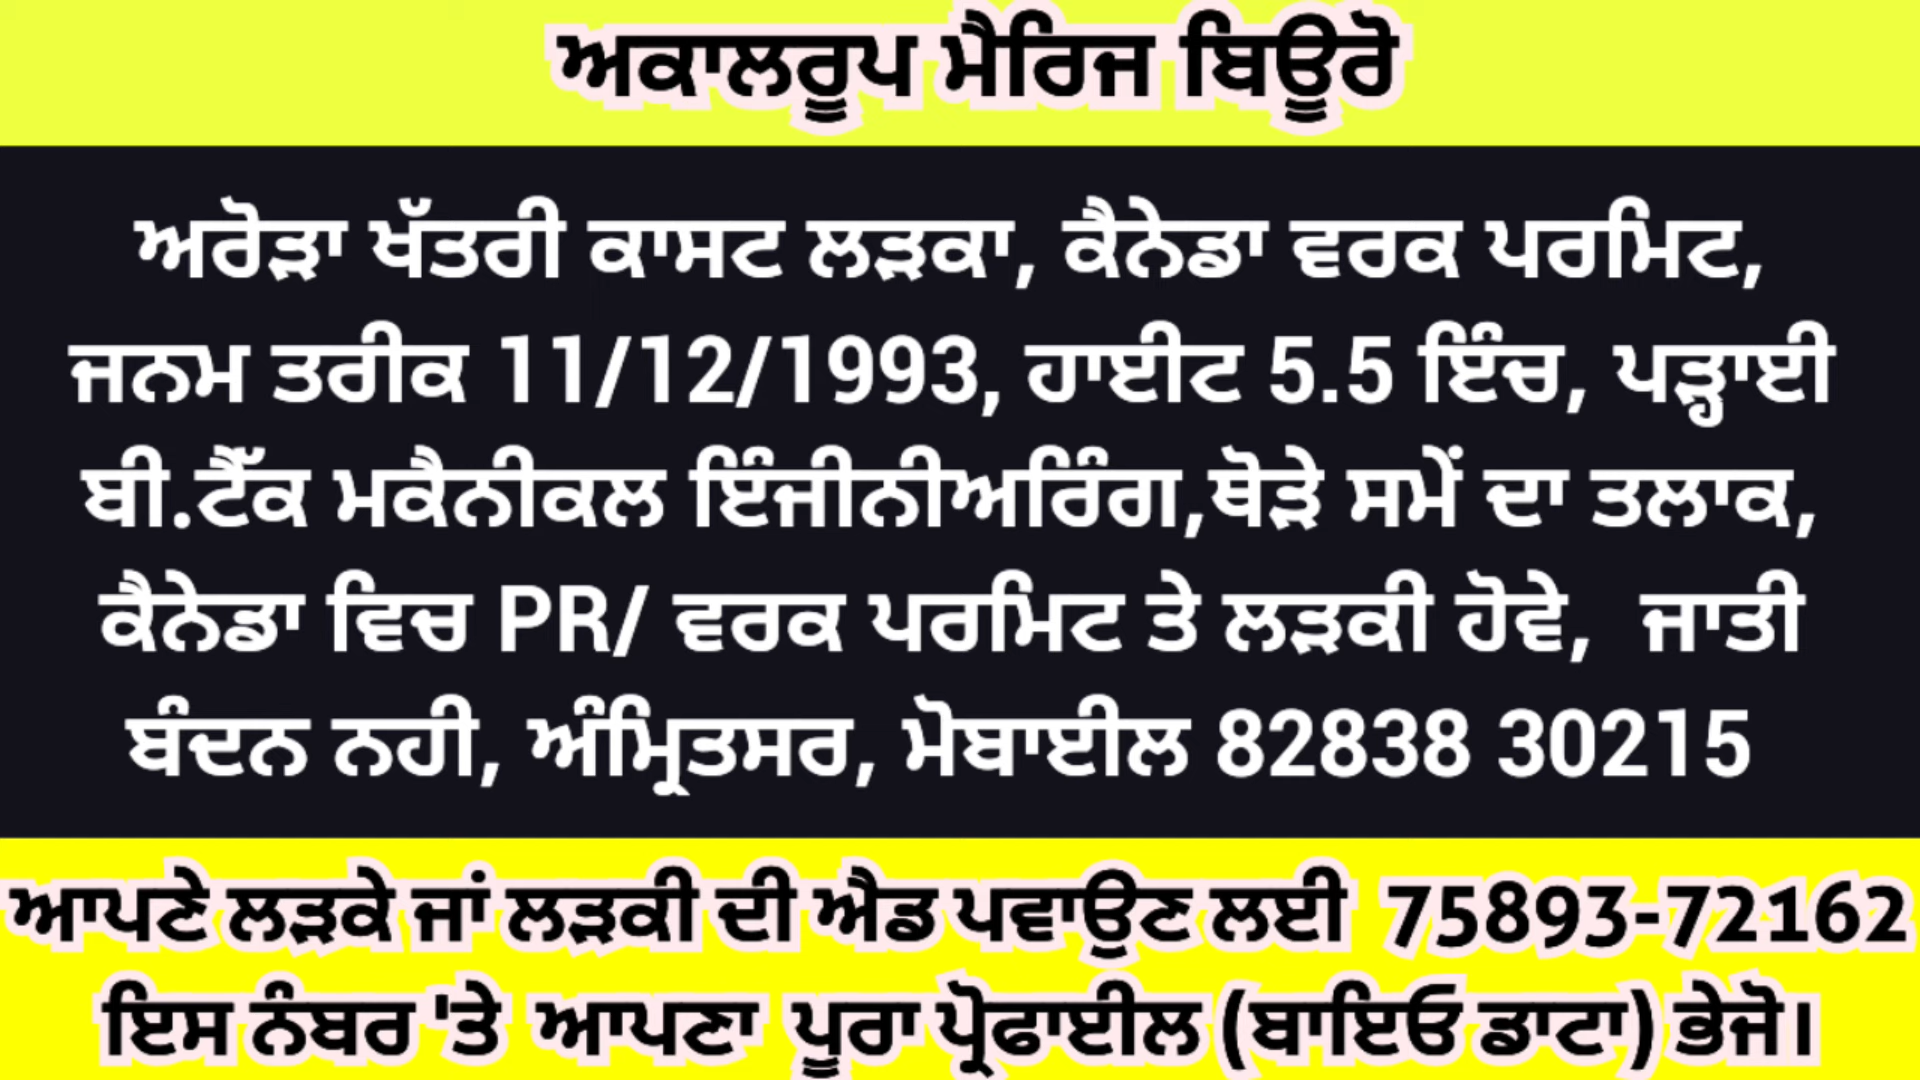 ਅਕਾਲਰੂਪ ਮੈਰਿਜ ਬਿਊਰੋ
ਅਰੋੜਾ ਖੱਤਰੀ ਕਾਸਟ ਲੜਕਾ, ਕੈਨੇਡਾ ਵਰਕ ਪਰਮਿਟ,
ਜਨਮ ਤਰੀਕ 11/12/1993, ਹਾਈਟ 5.5 ਇੰਚ, ਪੜ੍ਹਾਈ
ਬੀ.ਟੈੱਕ ਮਕੈਨੀਕਲ ਇੰਜੀਨੀਅਰਿੰਗ,ਥੋੜੇ ਸਮੇਂ ਦਾ ਤਲਾਕ,
ਕੈਨੇਡਾ ਵਿਚ PR/ ਵਰਕ ਪਰਮਿਟ ਤੇ ਲੜਕੀ ਹੋਵੇ, ਜਾਤੀ
ਬੰਦਨ ਨਹੀ, ਅੰਮ੍ਰਿਤਸਰ, ਮੋਬਾਈਲ 82838 30215
ਆਪਣੇ ਲੜਕੇ ਜਾਂ ਲੜਕੀ ਦੀ ਐਡ ਪਵਾਉਣ ਲਈ 75893-72162
ਇਸ ਨੰਬਰ 'ਤੇ ਆਪਣਾ ਪੂਰਾ ਪ੍ਰੋਫਾਈਲ (ਬਾਇਓ ਡਾਟਾ) ਭੇਜੋ।